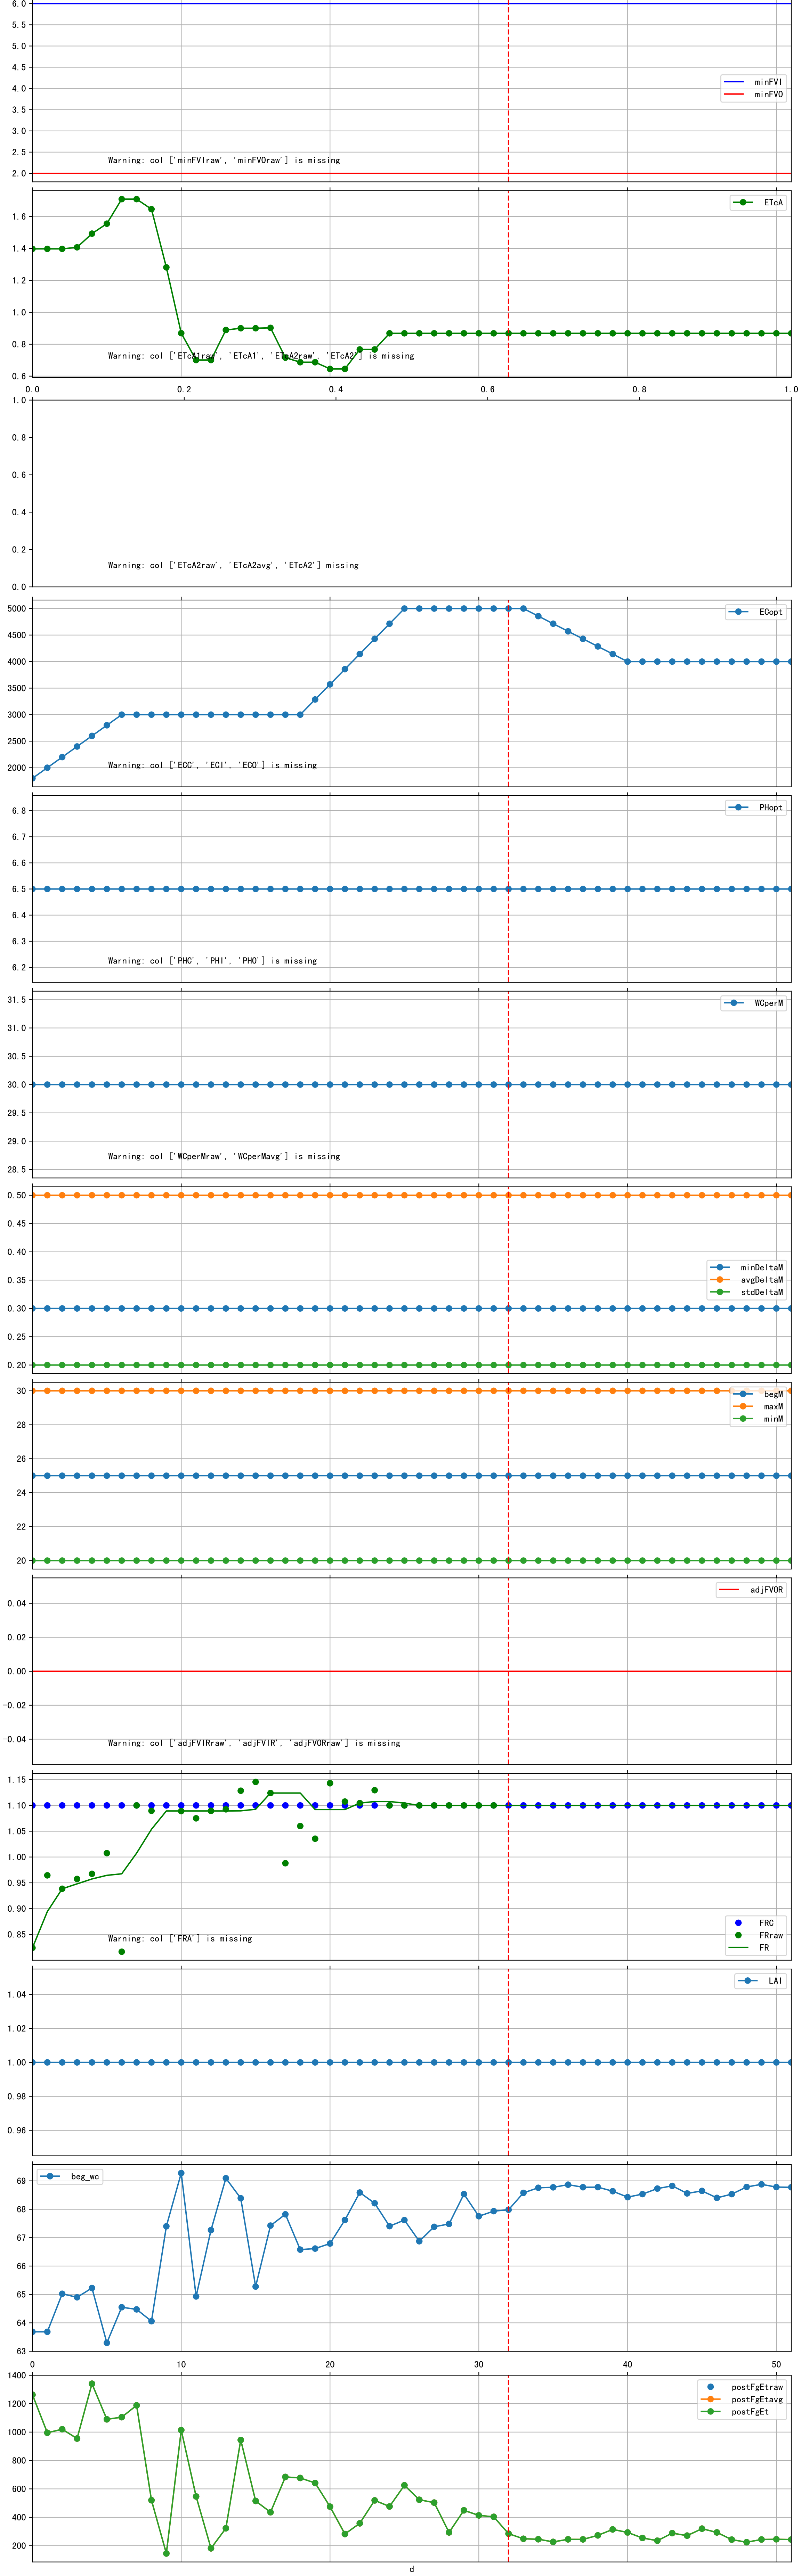 6.0
5.5
5.0
4.5
4.0
3.5
3.0
2.5
2.0
minFVI
minFVO
Warning: col ['minFVIraw', 'minFVOraw'] is missing
1.6
1.4
1.2
1.0
0.8
0.6
ETcA
Warning: col ['ETcA1raw', 'ETcA1', 'ETcA2raw', 'ETcA2'] is missing
0.0 0.2 0.4 0.6 0.8 1.0
1.0
0.8
0.6
0.4
0.2
0.0
Warning: col ['ETcA2raw', 'ETcA2avg', 'ETcA2'] missing
5000
4500
4000
3500
3000
2500
2000
ECopt
Warning: col ['ECC', 'ECI', 'ECO'] is missing
6.8
6.7
6.6
6.5
6.4
6.3
6.2
PHopt
Warning: col ['PHC', 'PHI', 'PHO'] is missing
31.5
31.0
30.5
30.0
29.5
29.0
28.5
WCperM
Warning: col ['WCperMraw', 'WCperMavg'] is missing
0.50
0.45
0.40
0.35
0.30
0.25
0.20
minDeltaM
avgDeltaM
stdDeltaM
30
28
26
24
22
20
begM
maxM
minM
0.04
0.02
0.00
-0.02
-0.04
adjFVOR
Warning: col ['adjFVIRraw', 'adjFVIR', 'adjFVORraw'] is missing
1.15
1.10
1.05
1.00
0.95
0.90
0.85
FRC
FRraw
FR
Warning: col ['FRA'] is missing
1.04
1.02
1.00
0.98
0.96
LAI
69
68
67
66
65
64
63
beg_wc
0 10 20 30 40 50
1400
1200
1000
800
600
400
200
postFgEtraw
postFgEtavg
postFgEt
d